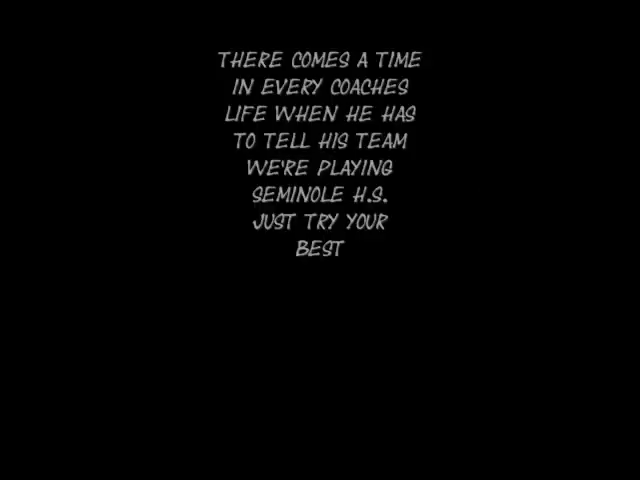 THERE COMES A TIME
IN EVERY COACHES
LIFE WHEN HE HAS
TO TELL HIS TEAM
WE'RE PLAYING
SEMINOLE H.S.
JUST TRY YOUR
BEST